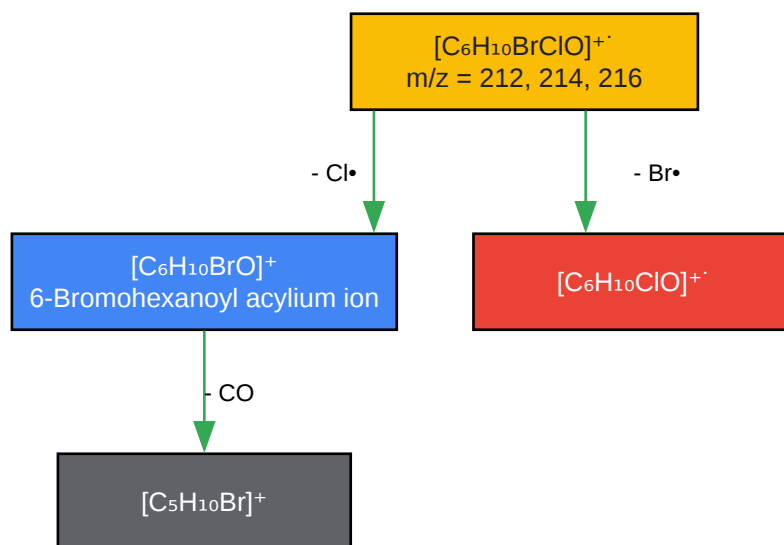 [C₆H₁₀BrClO]⁺˙
m/z = 212, 214, 216
- Cl•
- Br•
[C₆H₁₀BrO]⁺
6-Bromohexanoyl acylium ion
[C₆H₁₀ClO]⁺˙
- CO
[C₅H₁₀Br]⁺